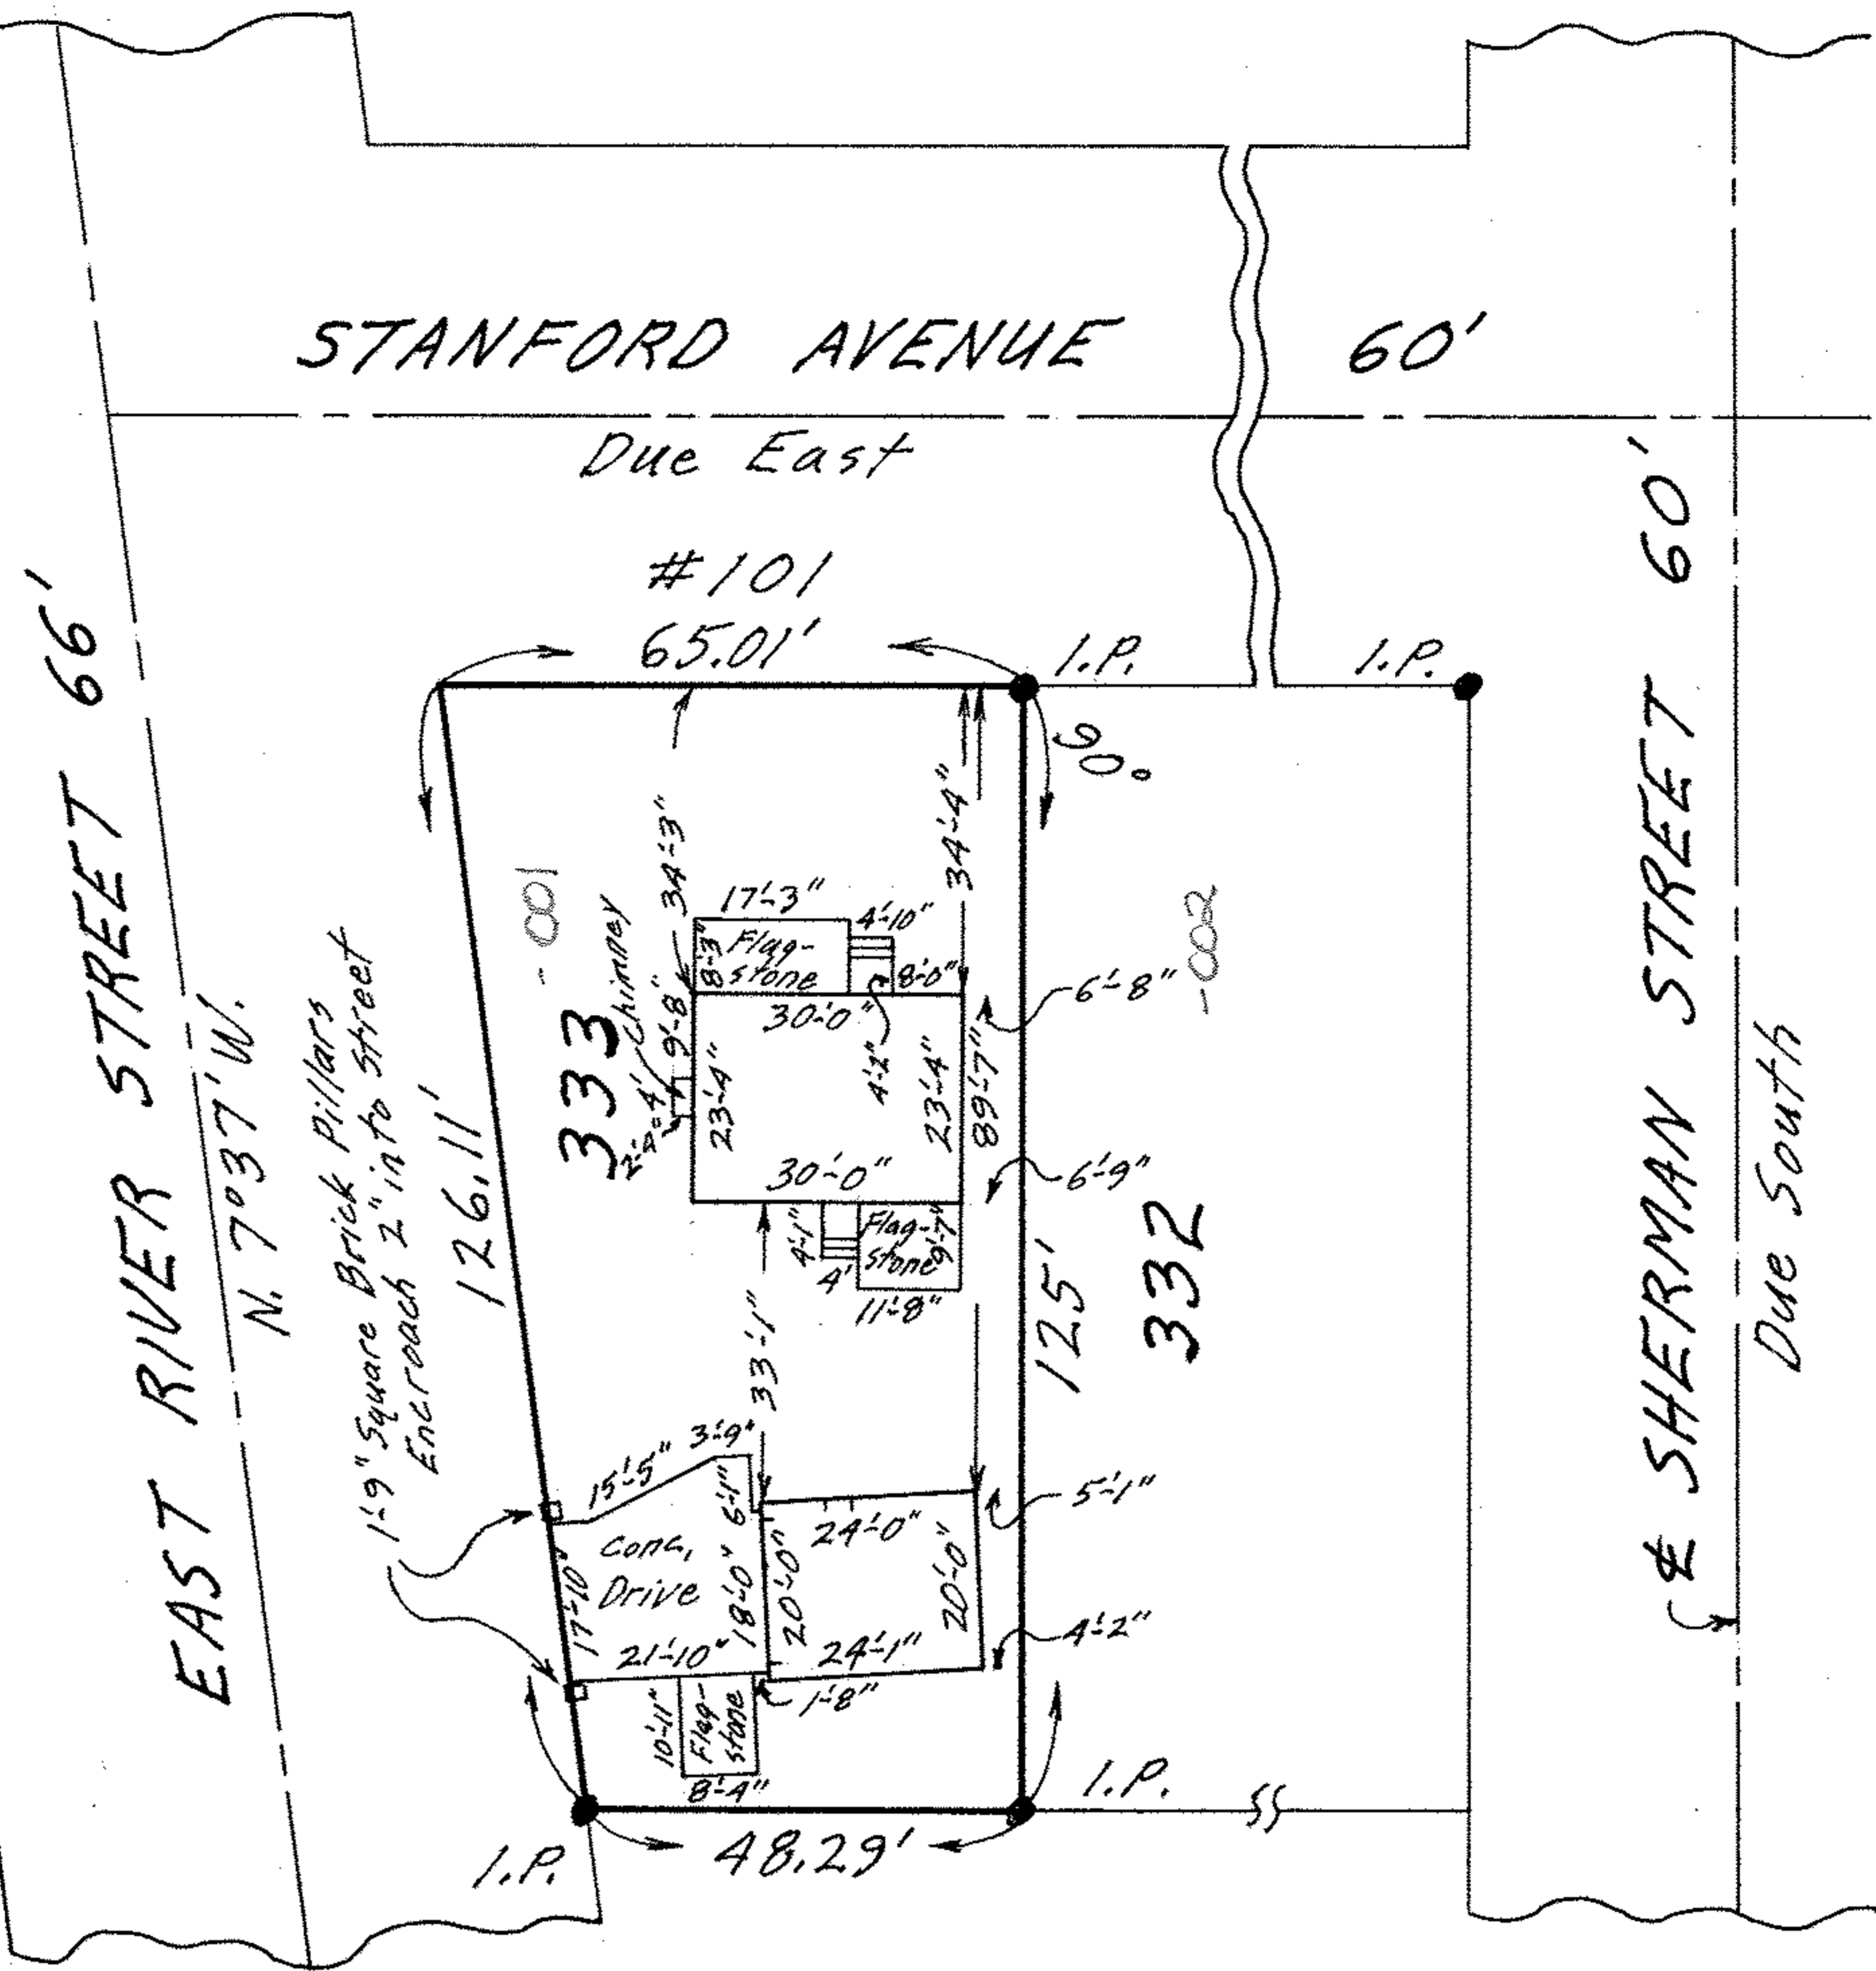 STANFORD AVENUE 60'
Due East
#101
65.01'
I.P.
I.P.
90°
EAST RIVER STREET 66'
N. 7°37' W.
1'-9" Square Brick Pillars
Encroach 2" into Street
126.11'
333
-001
Chimney
4'
9'-8"
34'-3"
34'-4"
17'-3"
8'-3"
Flag-
stone
4'-10"
8'-0"
30'-0"
4'-2"
23'-4"
23'-4"
89'-7"
6'-8"
-002
30'-0"
6'-9"
4'-1"
4'
Flag-
stone
9'-7"
11'-8"
33'-1"
125'
332
3'-9"
15'-5"
6'-1"
Conc.
Drive
17'-10"
18'-0"
21'-10"
24'-0"
20'-0"
20'-0"
24'-1"
5'-1"
4'-2"
1'-8"
10'-11"
Flag-
stone
8'-4"
I.P.
48.29'
I.P.
℄ SHERMAN STREET 60'
Due South